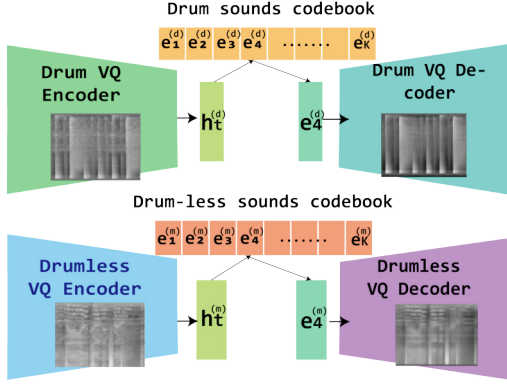 Drum sounds codebook
e₁⁽ᵈ⁾ e₂⁽ᵈ⁾ e₃⁽ᵈ⁾ e₄⁽ᵈ⁾ ....... eₖ⁽ᵈ⁾
Drum VQ
Encoder
hₜ⁽ᵈ⁾
e₄⁽ᵈ⁾
Drum VQ De-
coder
Drum-less sounds codebook
e₁⁽ᵐ⁾ e₂⁽ᵐ⁾ e₃⁽ᵐ⁾ e₄⁽ᵐ⁾ ....... eₖ⁽ᵐ⁾
Drumless
VQ Encoder
hₜ⁽ᵐ⁾
e₄⁽ᵐ⁾
Drumless
VQ Decoder